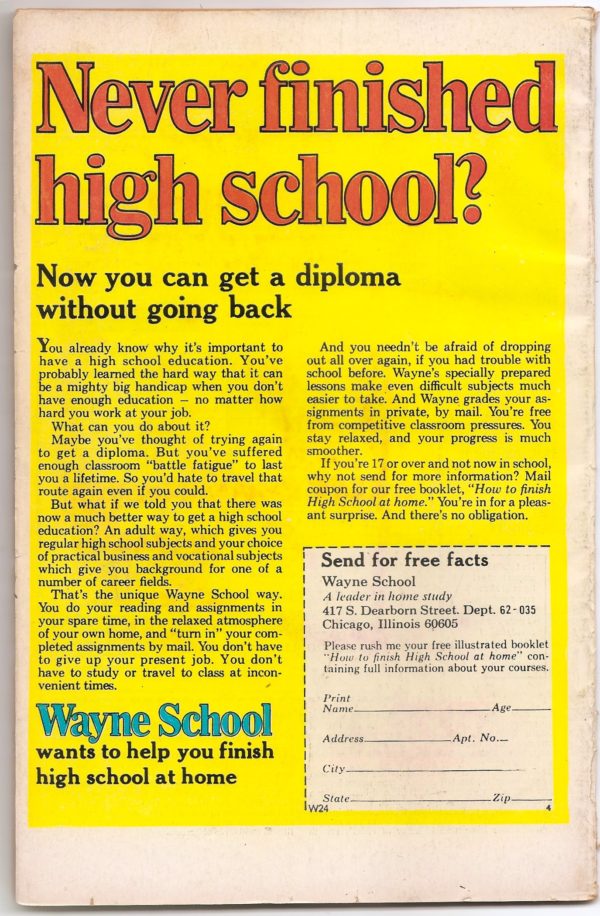 Never finished
high school?
Now you can get a diploma
without going back
You already know why it's important to
have a high school education. You've
probably learned the hard way that it can
be a mighty big handicap when you don't
have enough education — no matter how
hard you work at your job.
What can you do about it?
Maybe you've thought of trying again
to get a diploma. But you've suffered
enough classroom "battle fatigue" to last
you a lifetime. So you'd hate to travel that
route again even if you could.
But what if we told you that there was
now a much better way to get a high school
education? An adult way, which gives you
regular high school subjects and your choice
of practical business and vocational subjects
which give you background for one of a
number of career fields.
That's the unique Wayne School way.
You do your reading and assignments in
your spare time, in the relaxed atmosphere
of your own home, and "turn in" your com-
pleted assignments by mail. You don't have
to give up your present job. You don't
have to study or travel to class at incon-
venient times.
Wayne School
wants to help you finish
high school at home
And you needn't be afraid of dropping
out all over again, if you had trouble with
school before. Wayne's specially prepared
lessons make even difficult subjects much
easier to take. And Wayne grades your as-
signments in private, by mail. You're free
from competitive classroom pressures. You
stay relaxed, and your progress is much
smoother.
If you're 17 or over and not now in school,
why not send for more information? Mail
coupon for our free booklet, "How to finish
High School at home." You're in for a pleas-
ant surprise. And there's no obligation.
Send for free facts
Wayne School
A leader in home study
417 S. Dearborn Street. Dept. 62-035
Chicago, Illinois 60605
Please rush me your free illustrated booklet
"How to finish High School at home" con-
taining full information about your courses.
Print
Name Age
Address Apt. No.
City
State Zip
W24 4